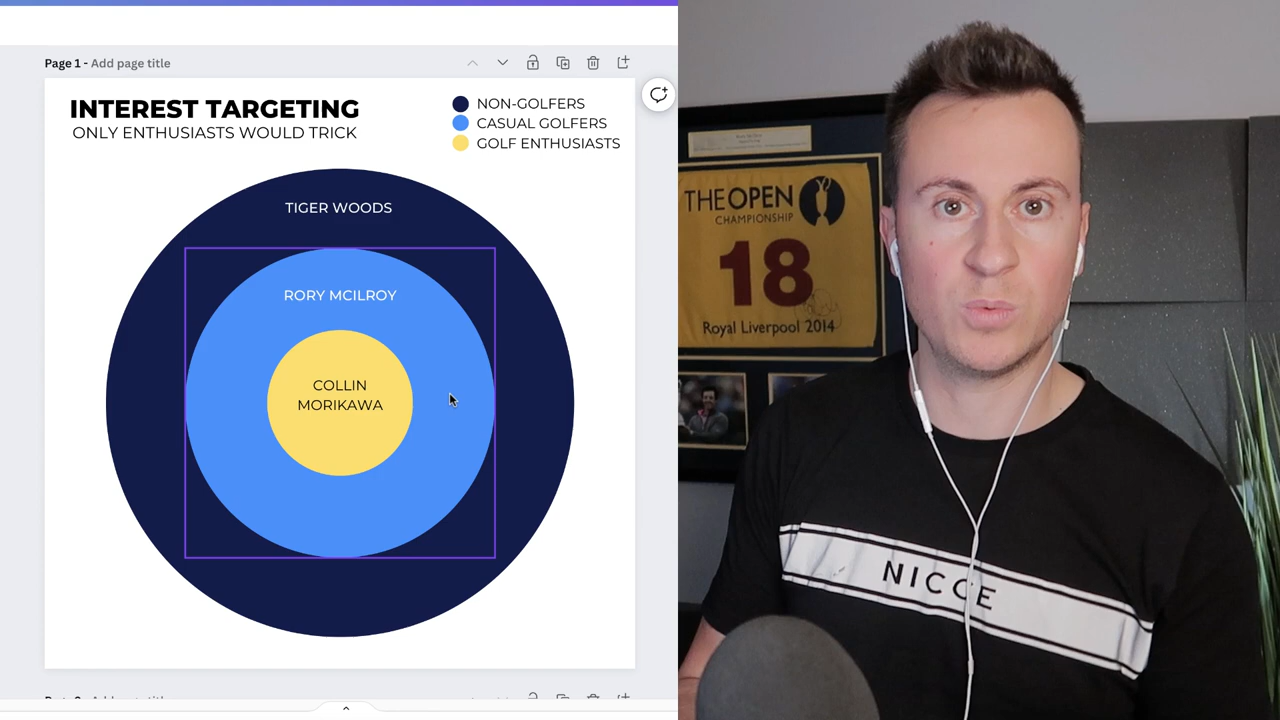 Page 1 - Add page title
INTEREST TARGETING
ONLY ENTHUSIASTS WOULD TRICK
NON-GOLFERS
CASUAL GOLFERS
GOLF ENTHUSIASTS
TIGER WOODS
RORY MCILROY
COLLIN
MORIKAWA
THE OPEN
CHAMPIONSHIP
18
Royal Liverpool 2014
NICCE